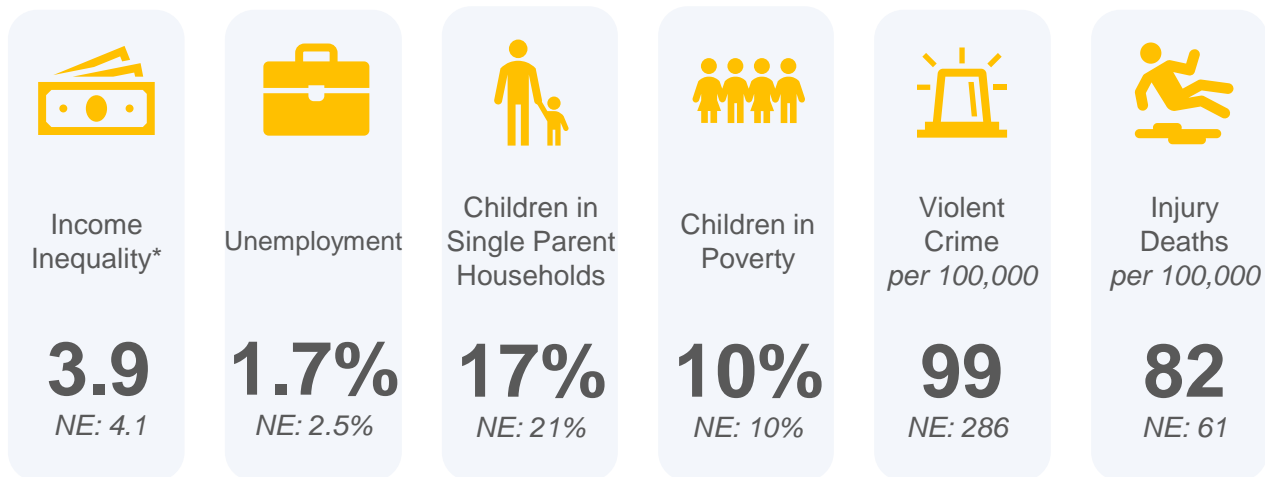 Income
Inequality*
3.9
NE: 4.1
Unemployment
1.7%
NE: 2.5%
Children in
Single Parent
Households
17%
NE: 21%
Children in
Poverty
10%
NE: 10%
Violent
Crime
per 100,000
99
NE: 286
Injury
Deaths
per 100,000
82
NE: 61